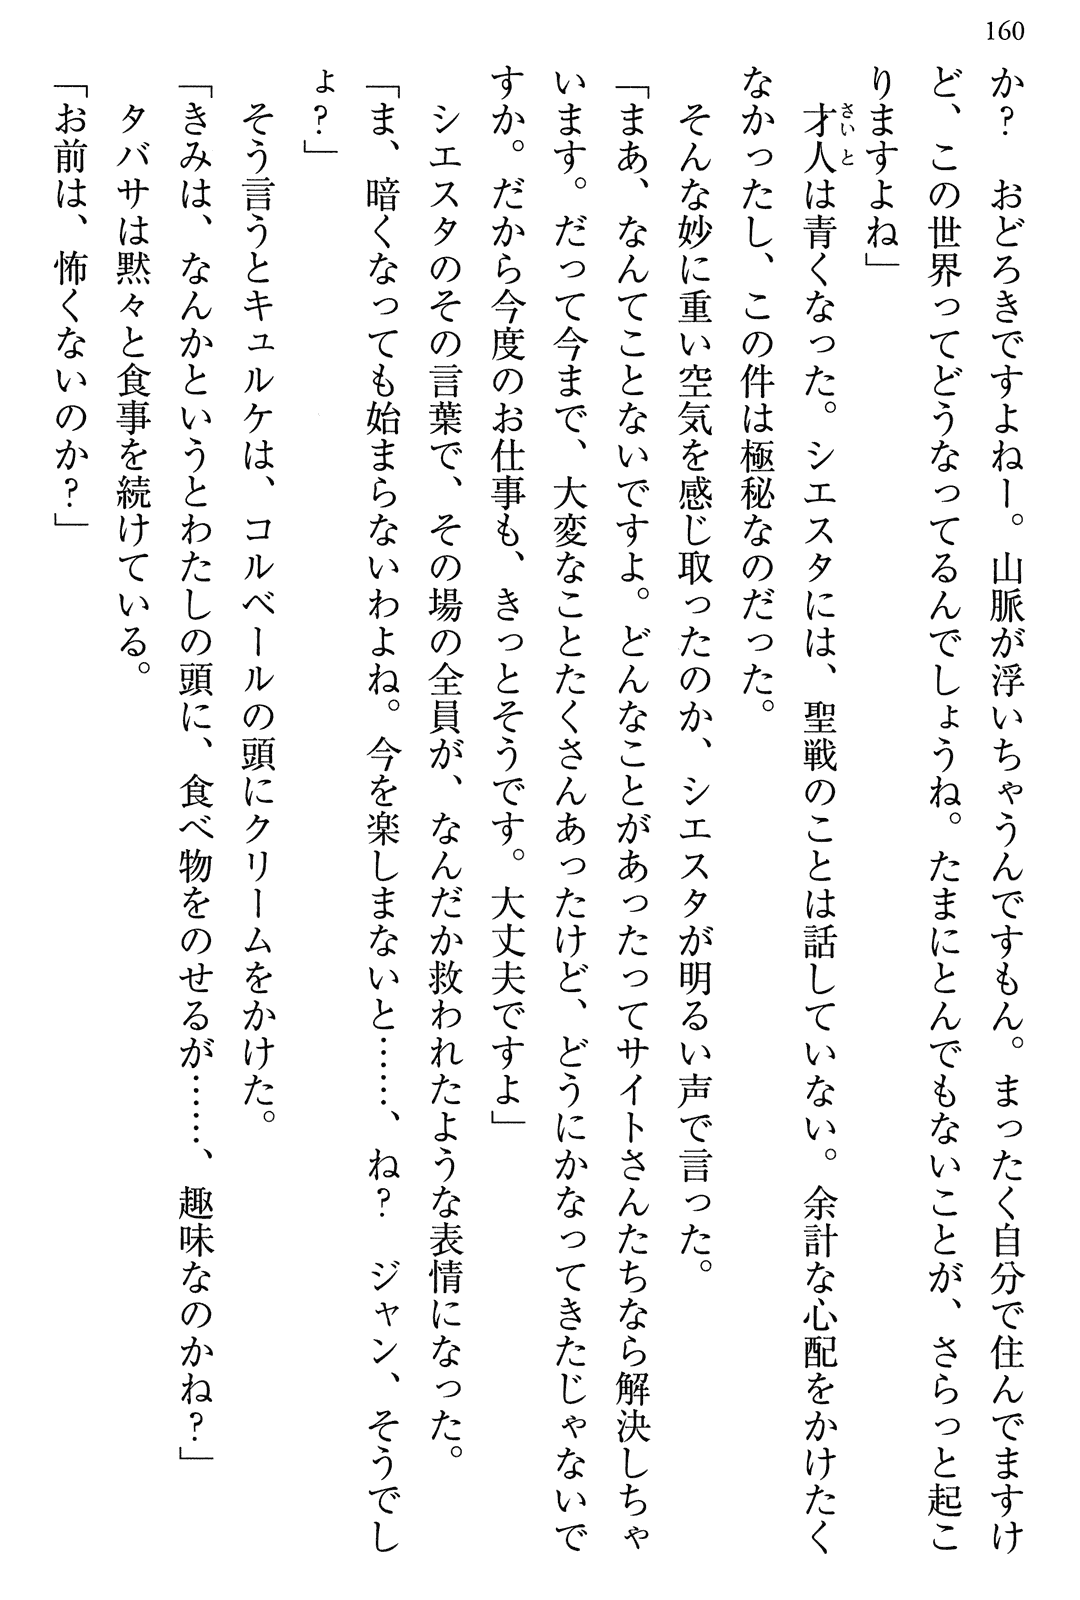 160
か？　おどろきですよねー。山脈が浮いちゃうんですもん。まったく自分で住んでますけ
ど、この世界ってどうなってるんでしょうね。たまにとんでもないことが、さらっと起こ
りますよね」
　才人は青くなった。シエスタには、聖戦のことは話していない。余計な心配をかけたく
さいと
なかったし、この件は極秘なのだった。
　そんな妙に重い空気を感じ取ったのか、シエスタが明るい声で言った。
「まあ、なんてことないですよ。どんなことがあったってサイトさんたちなら解決しちゃ
います。だって今まで、大変なことたくさんあったけど、どうにかなってきたじゃないで
すか。だから今度のお仕事も、きっとそうです。大丈夫ですよ」
　シエスタのその言葉で、その場の全員が、なんだか救われたような表情になった。
「ま、暗くなっても始まらないわよね。今を楽しまないと……、ね？　ジャン、そうでし
ょ？」
　そう言うとキュルケは、コルベールの頭にクリームをかけた。
「きみは、なんかというとわたしの頭に、食べ物をのせるが……、趣味なのかね？」
　タバサは黙々と食事を続けている。
「お前は、怖くないのか？」